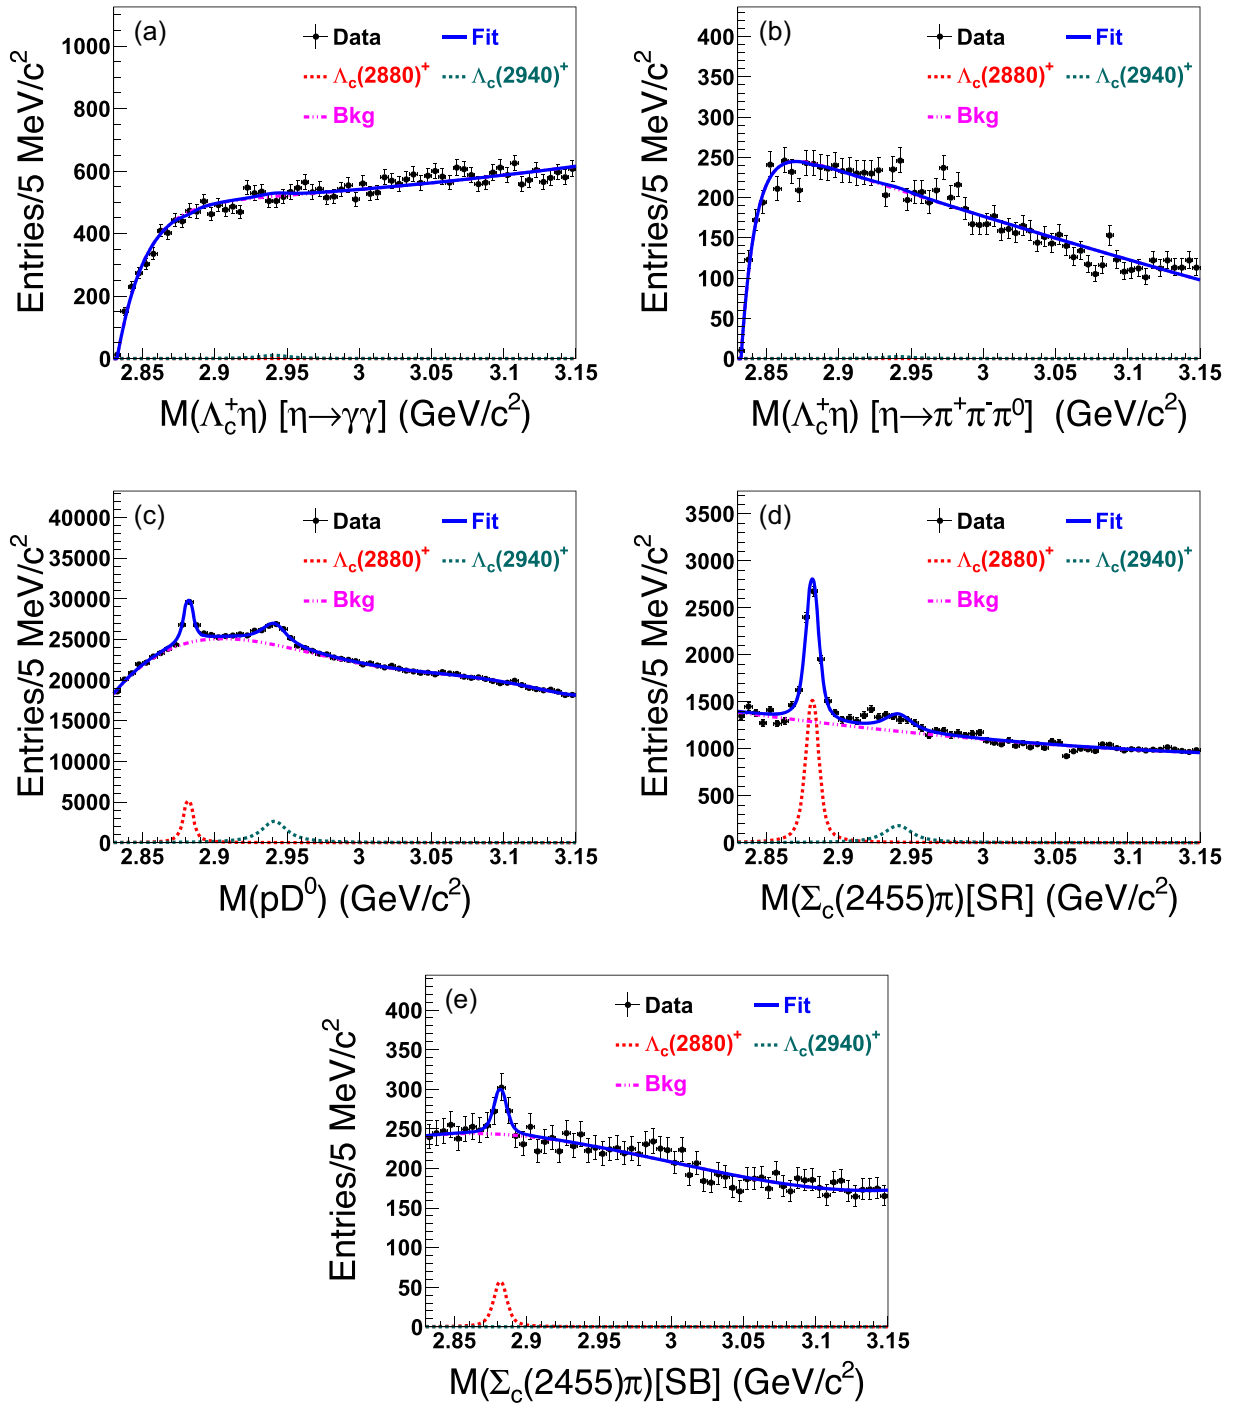 (a)
Data
Fit
Λc(2880)+
Λc(2940)+
Bkg
Entries/5 MeV/c2
1000
800
600
400
200
0
2.85 2.9 2.95 3 3.05 3.1 3.15
M(Λc+η) [η→γγ] (GeV/c2)
(b)
Data
Fit
Λc(2880)+
Λc(2940)+
Bkg
Entries/5 MeV/c2
400
350
300
250
200
150
100
50
0
2.85 2.9 2.95 3 3.05 3.1 3.15
M(Λc+η) [η→π+π-π0] (GeV/c2)
(c)
Data
Fit
Λc(2880)+
Λc(2940)+
Bkg
Entries/5 MeV/c2
40000
35000
30000
25000
20000
15000
10000
5000
0
2.85 2.9 2.95 3 3.05 3.1 3.15
M(pD0) (GeV/c2)
(d)
Data
Fit
Λc(2880)+
Λc(2940)+
Bkg
Entries/5 MeV/c2
3500
3000
2500
2000
1500
1000
500
0
2.85 2.9 2.95 3 3.05 3.1 3.15
M(Σc(2455)π)[SR] (GeV/c2)
(e)
Data
Fit
Λc(2880)+
Λc(2940)+
Bkg
Entries/5 MeV/c2
400
350
300
250
200
150
100
50
0
2.85 2.9 2.95 3 3.05 3.1 3.15
M(Σc(2455)π)[SB] (GeV/c2)